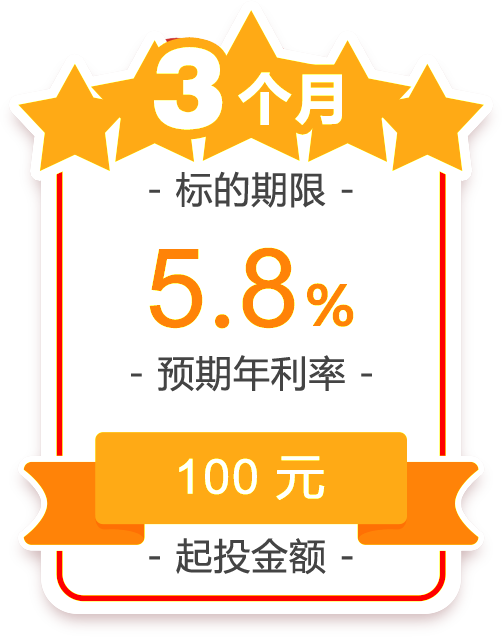 3个月
- 标的期限 -
5.8%
- 预期年利率 -
100 元
- 起投金额 -